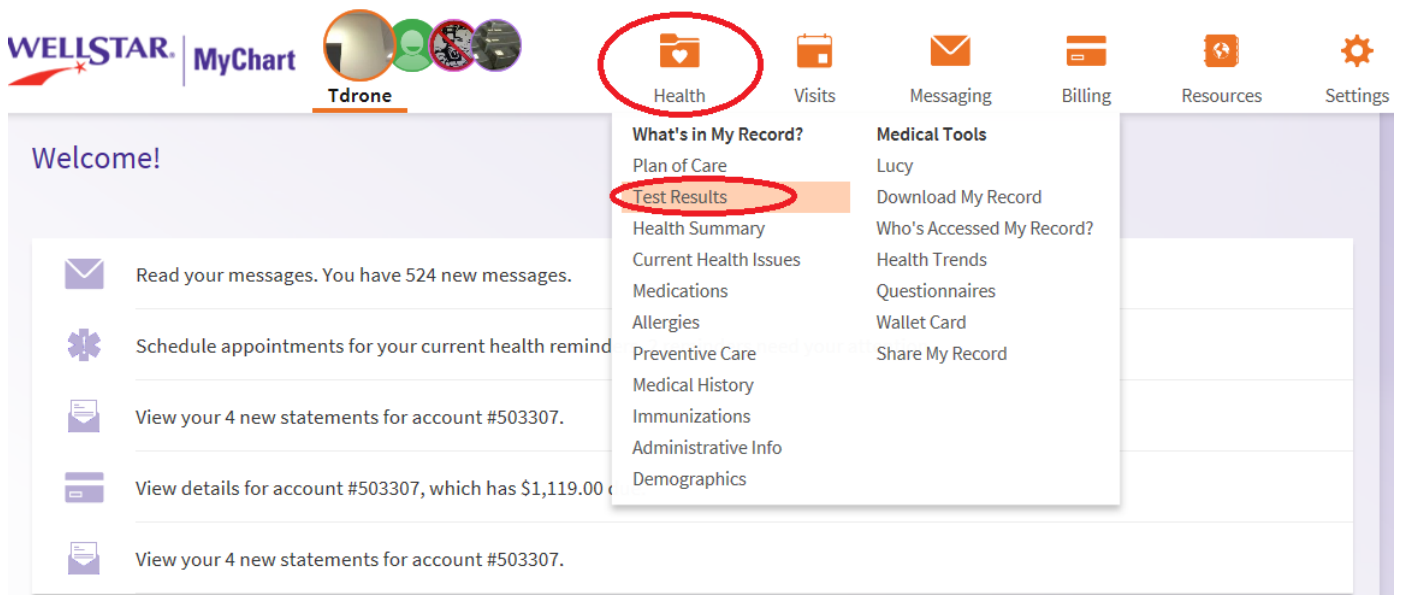 WELLSTAR. MyChart
Tdrone
Health
Visits
Messaging
Billing
Resources
Settings
Welcome!
What's in My Record?
Plan of Care
Test Results
Health Summary
Current Health Issues
Medications
Allergies
Preventive Care
Medical History
Immunizations
Administrative Info
Demographics
Medical Tools
Lucy
Download My Record
Who's Accessed My Record?
Health Trends
Questionnaires
Wallet Card
Share My Record
Read your messages. You have 524 new messages.
Schedule appointments for your current health
View your 4 new statements for account #503307.
View details for account #503307, which has $1,119.00
View your 4 new statements for account #503307.